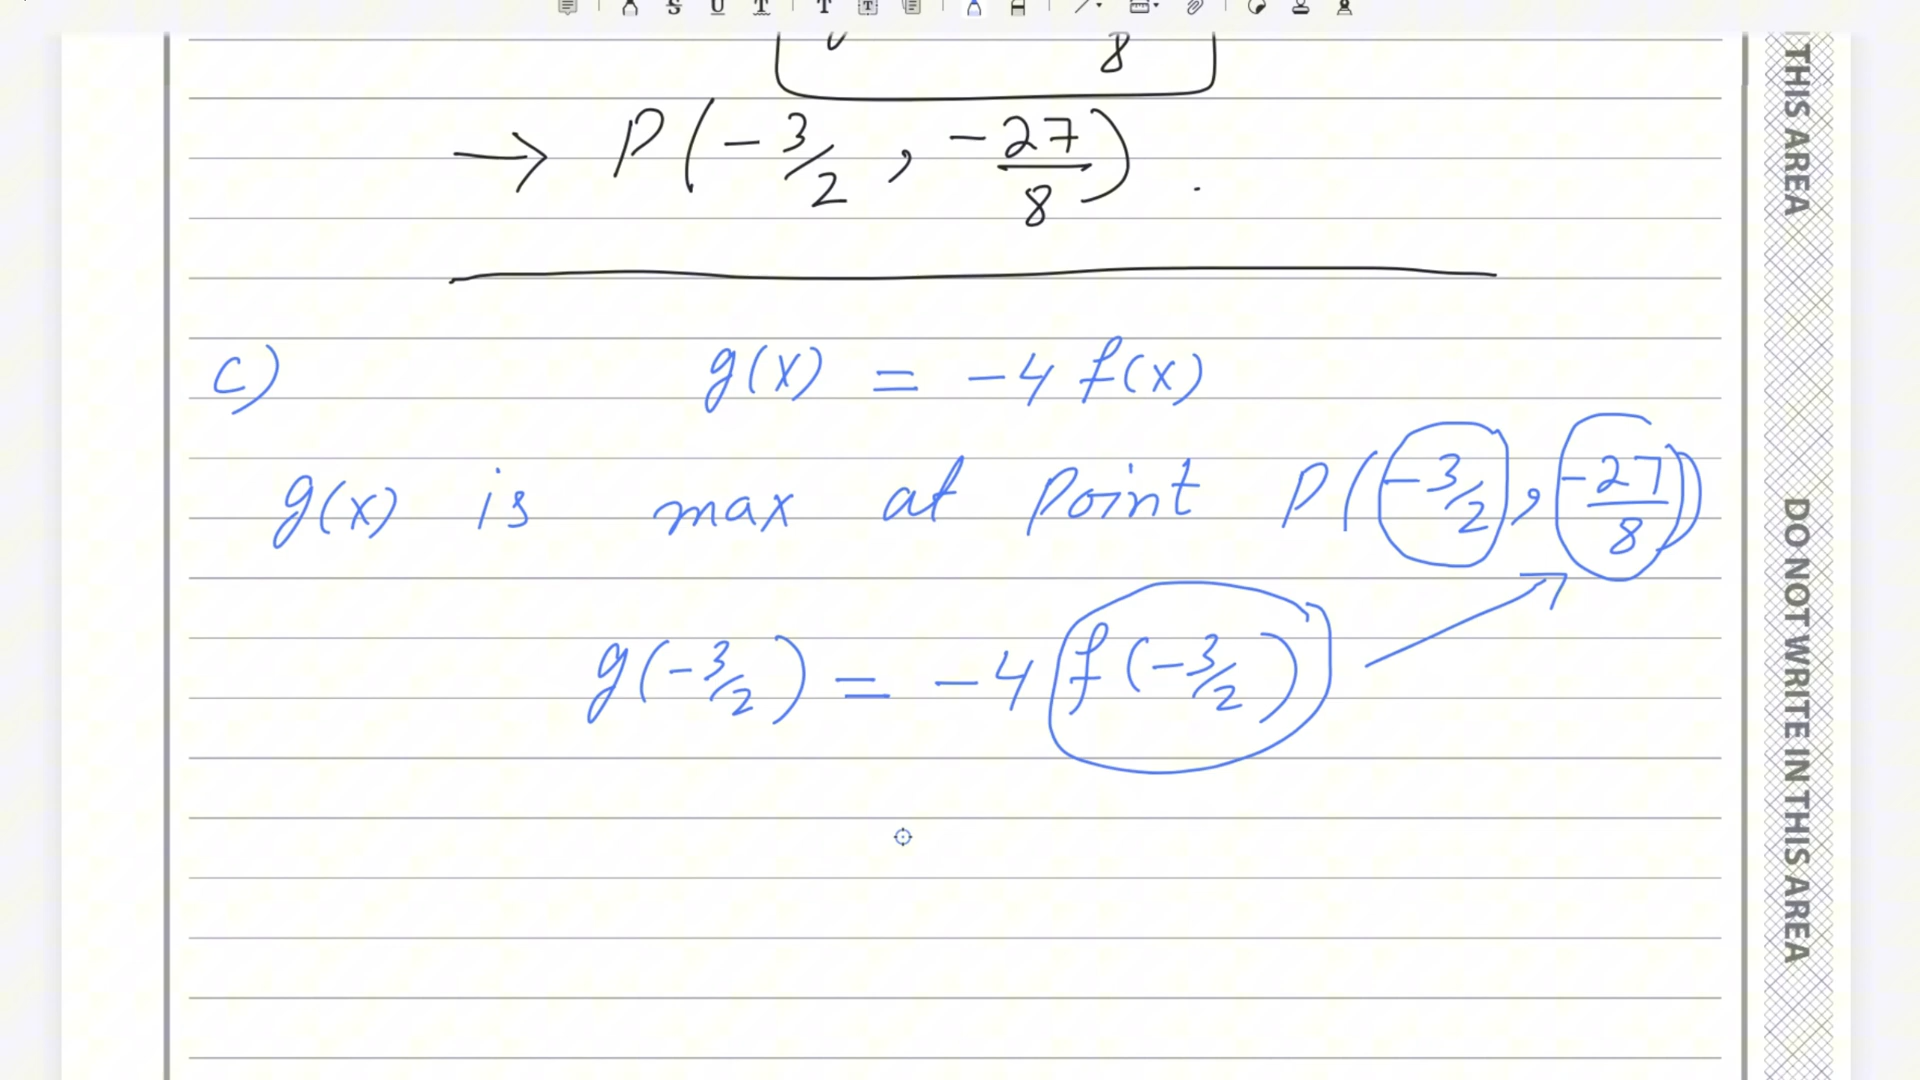 8
→ P(-3/2, -27/8).
c) g(x) = -4 f(x)
g(x) is max at point P(-3/2, -27/8)
g(-3/2) = -4 f(-3/2)
THIS AREA
DO NOT WRITE IN THIS AREA